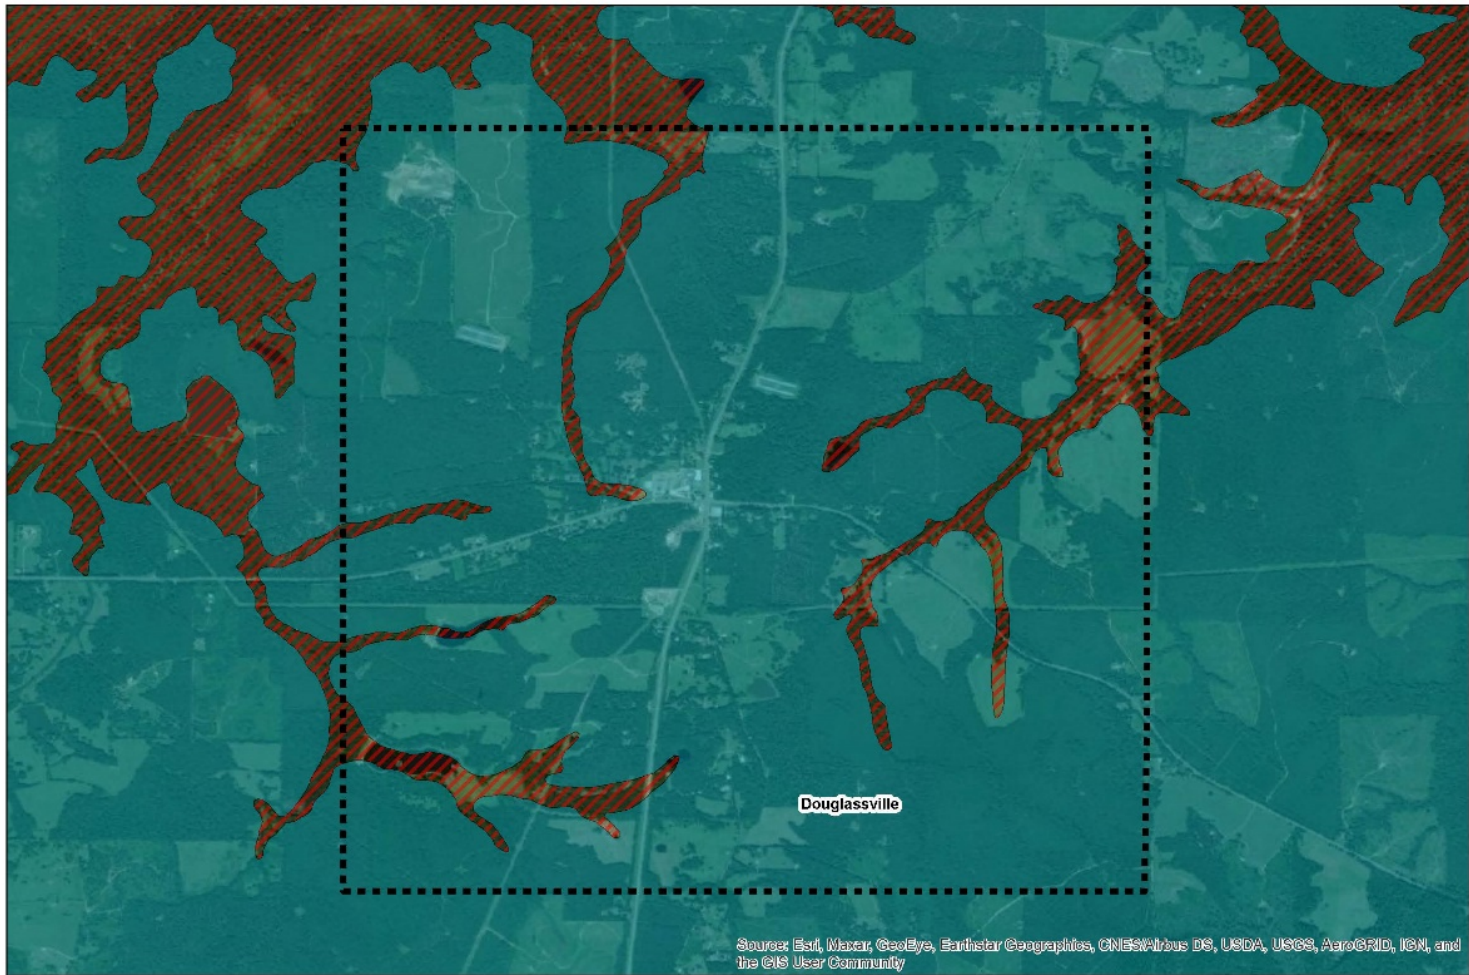 Douglassville
Source: Esri, Maxar, GeoEye, Earthstar Geographics, CNES/Airbus DS, USDA, USGS, AeroGRID, IGN, and
the GIS User Community